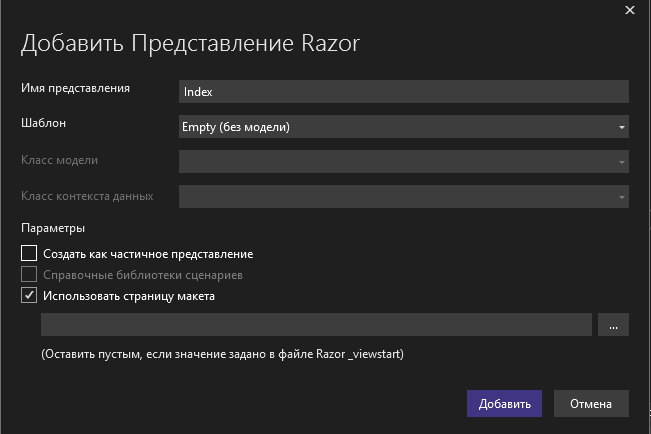 Добавить Представление Razor
Имя представления
Index
Шаблон
Empty (без модели)
Класс модели
Класс контекста данных
Параметры
Создать как частичное представление
Справочные библиотеки сценариев
Использовать страницу макета
...
(Оставить пустым, если значение задано в файле Razor _viewstart)
Добавить Отмена